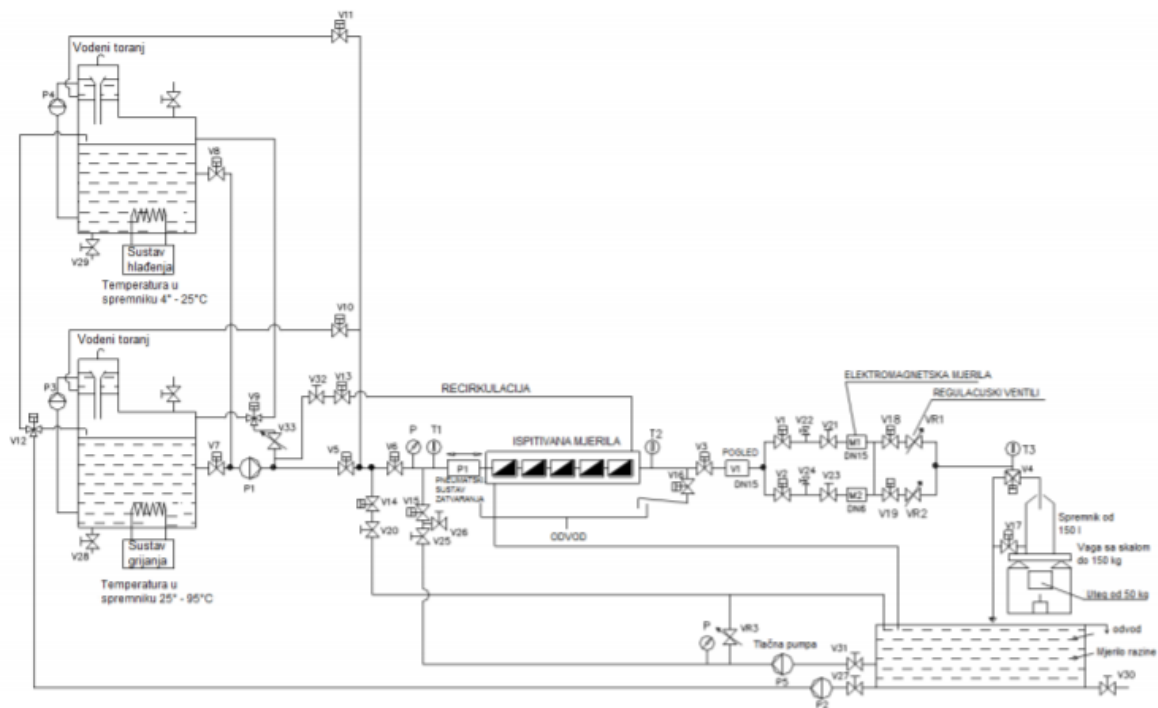 V11
Vodeni toranj
P4
V8
V29
Sustav
hlađenja
Temperatura u
spremniku 4° - 25°C
V10
Vodeni toranj
P3
V9
V32
V13
RECIRKULACIJA
V12
V33
V7
P1
V5
V6
P
T1
ISPITIVANA MJERILA
T2
V3
P1
PNEUMATSKI
SUSTAV
ZATVARANJA
V16
POGLED
V1
DN15
ELEKTROMAGNETSKA MJERILA
REGULACIJSKI VENTILI
V1
V22
V21
M1
DN15
V18
VR1
V2
V24
V23
M2
DN6
V19
VR2
T3
V4
V14
V15
V20
V26
V25
ODVOD
V17
Spremnik od
150 l
Vaga sa skalom
do 150 kg
Uteg od 50 kg
V28
Sustav
grijanja
Temperatura u
spremniku 25° - 95°C
P
VR3
Tlačna pumpa
P5
V31
odvod
Mjerilo razine
P2
V27
V30